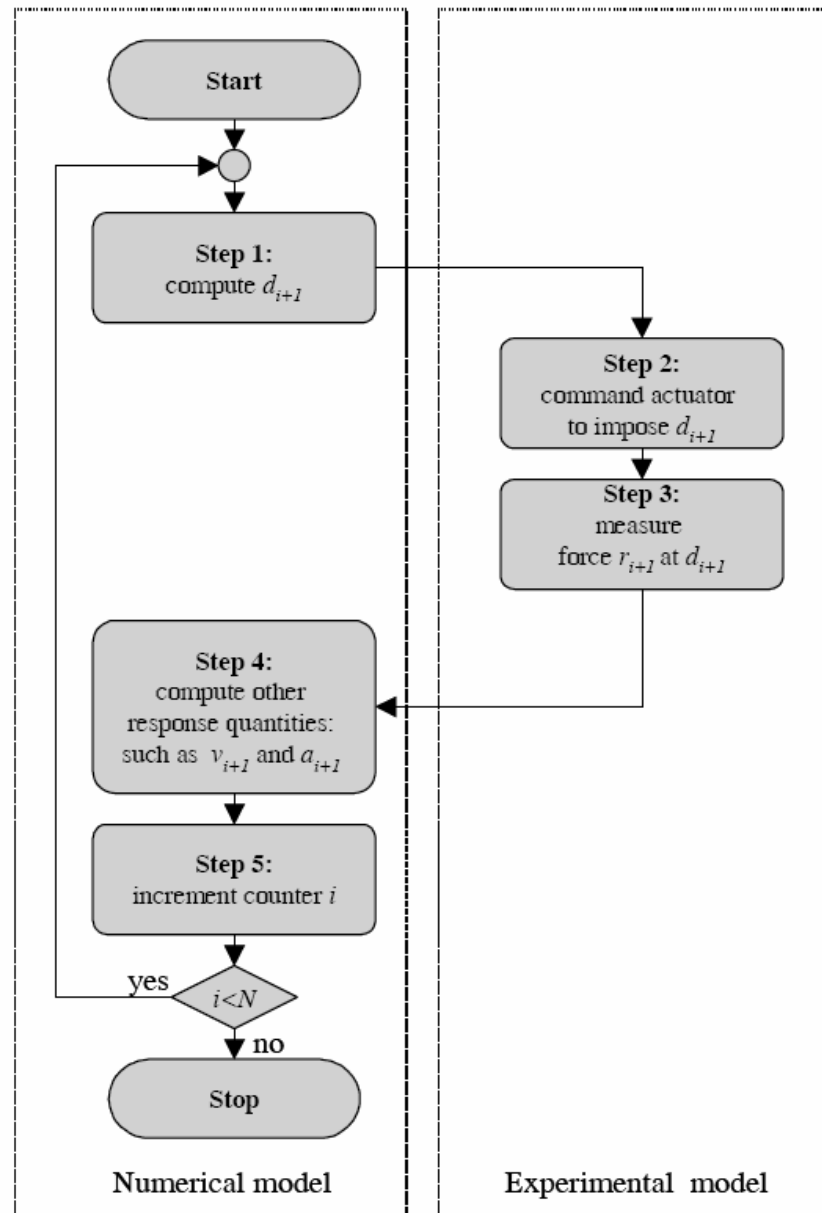 Start
Step 1:
compute d_{i+1}
Step 2:
command actuator
to impose d_{i+1}
Step 3:
measure
force r_{i+1} at d_{i+1}
Step 4:
compute other
response quantities:
such as v_{i+1} and a_{i+1}
Step 5:
increment counter i
yes
i<N
no
Stop
Numerical model
Experimental model